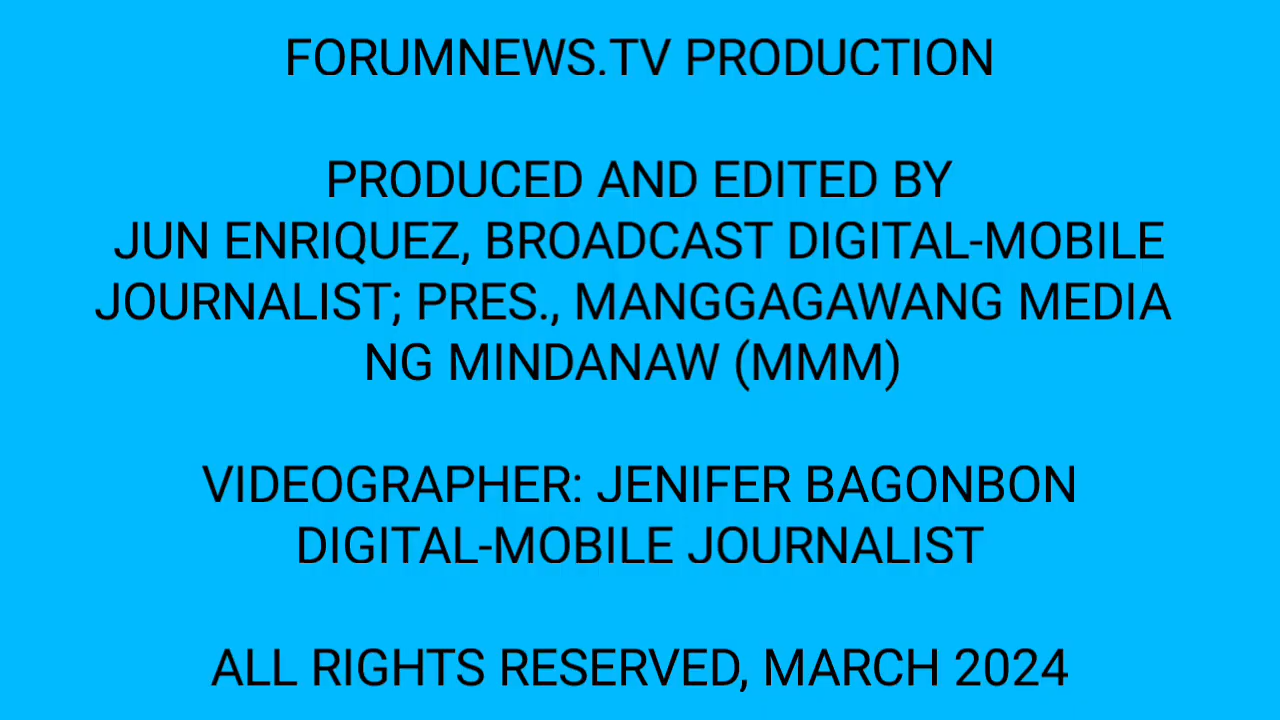 FORUMNEWS.TV PRODUCTION
PRODUCED AND EDITED BY
JUN ENRIQUEZ, BROADCAST DIGITAL-MOBILE
JOURNALIST; PRES., MANGGAGAWANG MEDIA
NG MINDANAW (MMM)
VIDEOGRAPHER: JENIFER BAGONBON
DIGITAL-MOBILE JOURNALIST
ALL RIGHTS RESERVED, MARCH 2024